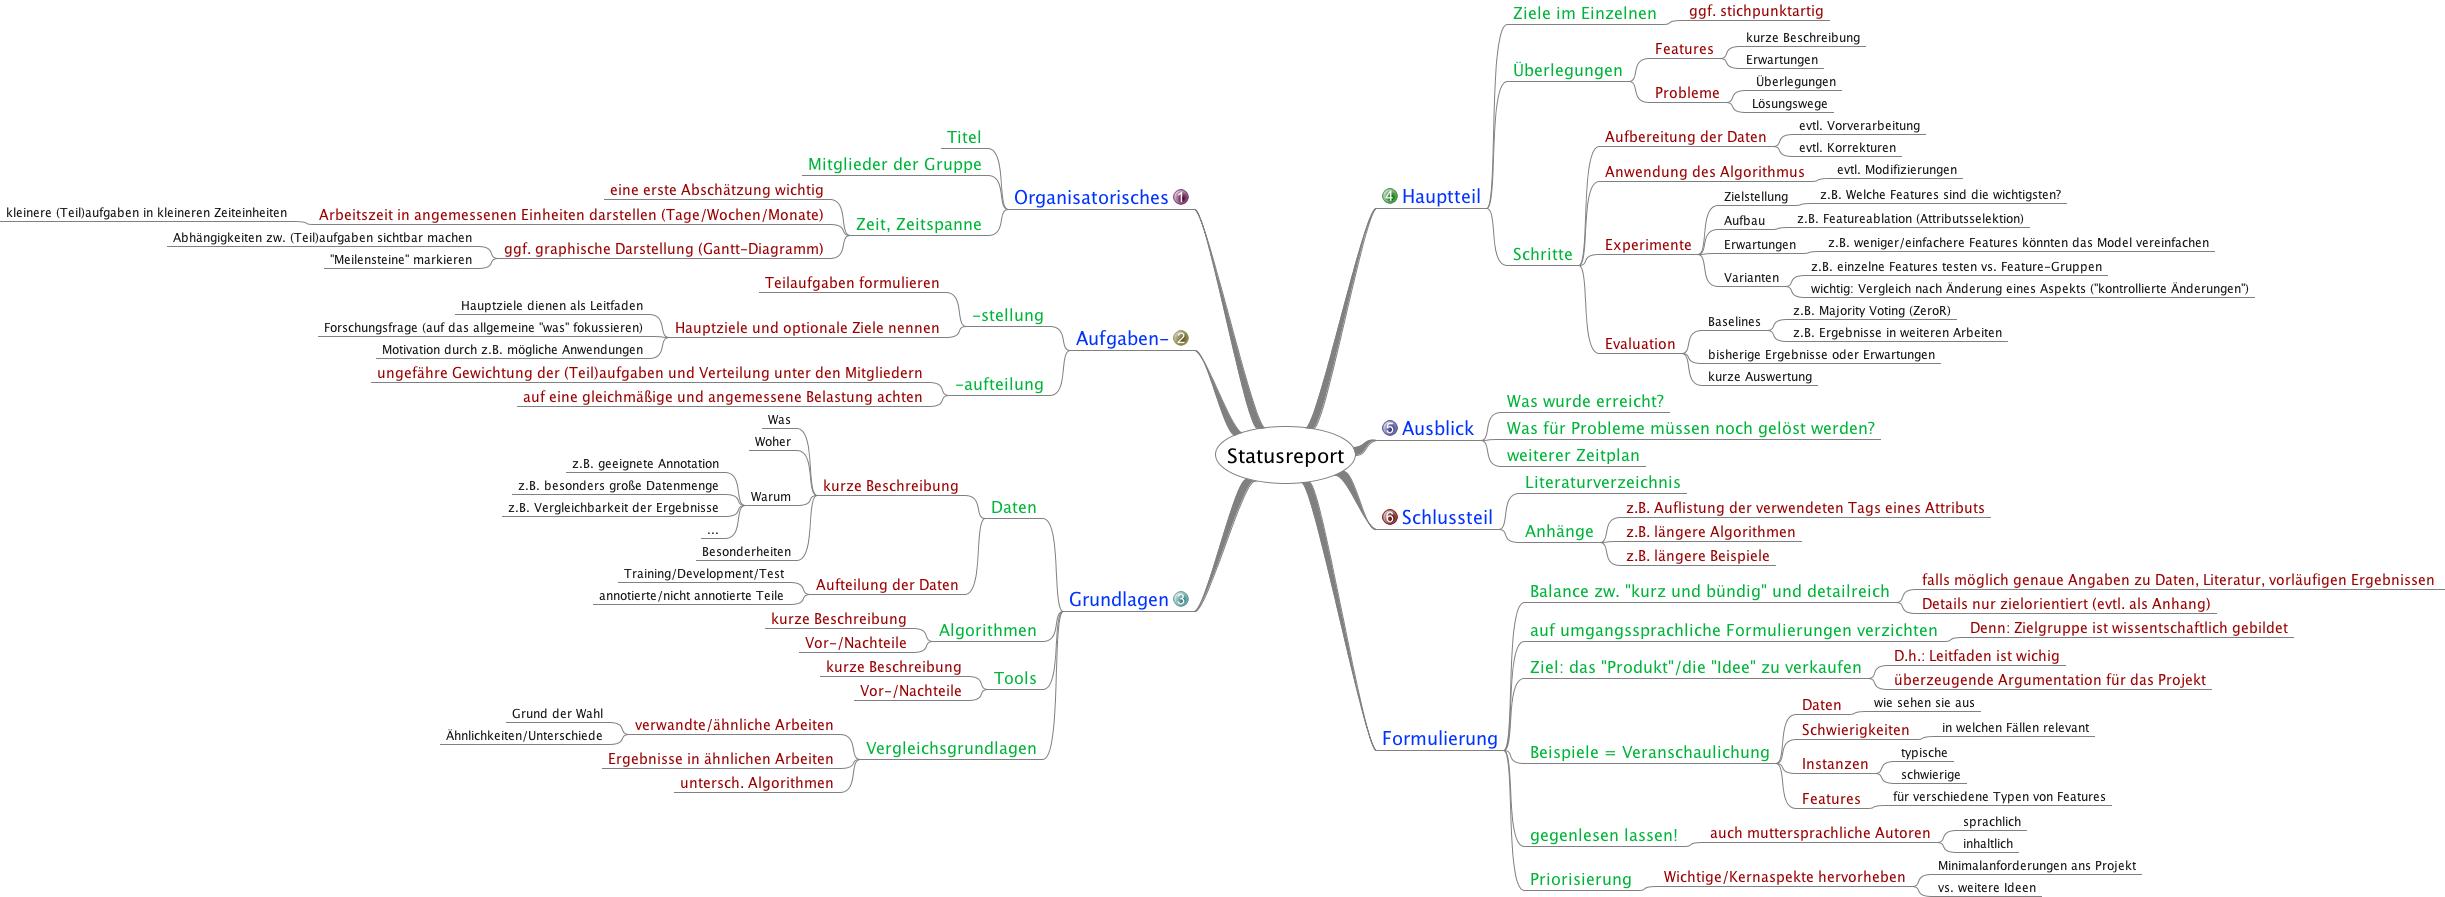 Statusreport
Organisatorisches 1
Titel
Mitglieder der Gruppe
Zeit, Zeitspanne
eine erste Abschätzung wichtig
Arbeitszeit in angemessenen Einheiten darstellen (Tage/Wochen/Monate)
kleinere (Teil)aufgaben in kleineren Zeiteinheiten
ggf. graphische Darstellung (Gantt-Diagramm)
Abhängigkeiten zw. (Teil)aufgaben sichtbar machen
"Meilensteine" markieren
Aufgaben- 2
-stellung
Teilaufgaben formulieren
Hauptziele und optionale Ziele nennen
Hauptziele dienen als Leitfaden
Forschungsfrage (auf das allgemeine "was" fokussieren)
Motivation durch z.B. mögliche Anwendungen
-aufteilung
ungefähre Gewichtung der (Teil)aufgaben und Verteilung unter den Mitgliedern
auf eine gleichmäßige und angemessene Belastung achten
Grundlagen 3
Daten
kurze Beschreibung
Was
Woher
Warum
z.B. geeignete Annotation
z.B. besonders große Datenmenge
z.B. Vergleichbarkeit der Ergebnisse
...
Besonderheiten
Aufteilung der Daten
Training/Development/Test
annotierte/nicht annotierte Teile
Algorithmen
kurze Beschreibung
Vor-/Nachteile
Tools
kurze Beschreibung
Vor-/Nachteile
Vergleichsgrundlagen
verwandte/ähnliche Arbeiten
Grund der Wahl
Ähnlichkeiten/Unterschiede
Ergebnisse in ähnlichen Arbeiten
untersch. Algorithmen
4 Hauptteil
Ziele im Einzelnen
ggf. stichpunktartig
Überlegungen
Features
kurze Beschreibung
Erwartungen
Probleme
Überlegungen
Lösungswege
Schritte
Aufbereitung der Daten
evtl. Vorverarbeitung
evtl. Korrekturen
Anwendung des Algorithmus
evtl. Modifizierungen
Experimente
Zielstellung
z.B. Welche Features sind die wichtigsten?
Aufbau
z.B. Featureablation (Attributsselektion)
Erwartungen
z.B. weniger/einfachere Features könnten das Model vereinfachen
Varianten
z.B. einzelne Features testen vs. Feature-Gruppen
wichtig: Vergleich nach Änderung eines Aspekts ("kontrollierte Änderungen")
Evaluation
Baselines
z.B. Majority Voting (ZeroR)
z.B. Ergebnisse in weiteren Arbeiten
bisherige Ergebnisse oder Erwartungen
kurze Auswertung
5 Ausblick
Was wurde erreicht?
Was für Probleme müssen noch gelöst werden?
weiterer Zeitplan
6 Schlussteil
Literaturverzeichnis
Anhänge
z.B. Auflistung der verwendeten Tags eines Attributs
z.B. längere Algorithmen
z.B. längere Beispiele
Formulierung
Balance zw. "kurz und bündig" und detailreich
falls möglich genaue Angaben zu Daten, Literatur, vorläufigen Ergebnissen
Details nur zielorientiert (evtl. als Anhang)
auf umgangssprachliche Formulierungen verzichten
Denn: Zielgruppe ist wissentschaftlich gebildet
Ziel: das "Produkt"/die "Idee" zu verkaufen
D.h.: Leitfaden ist wichig
überzeugende Argumentation für das Projekt
Beispiele = Veranschaulichung
Daten
wie sehen sie aus
Schwierigkeiten
in welchen Fällen relevant
Instanzen
typische
schwierige
Features
für verschiedene Typen von Features
gegenlesen lassen!
auch muttersprachliche Autoren
sprachlich
inhaltlich
Priorisierung
Wichtige/Kernaspekte hervorheben
Minimalanforderungen ans Projekt
vs. weitere Ideen